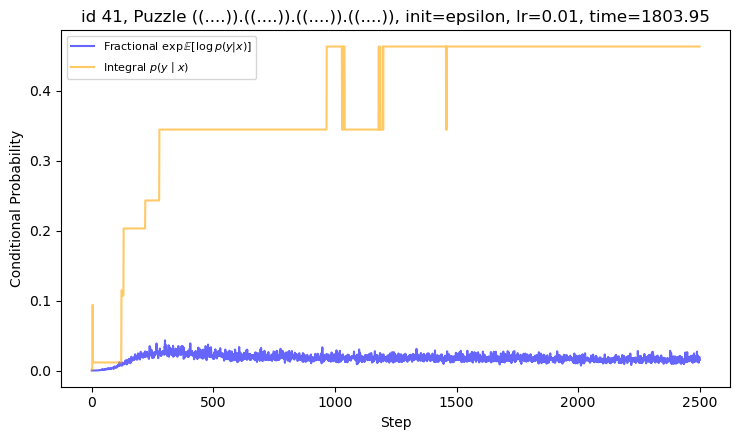 id 41, Puzzle ((....)).((....)).((....)).((....)), init=epsilon, lr=0.01, time=1803.95
Fractional exp𝔼[log p(y|x)]
Integral p(y | x)
Conditional Probability
0.4
0.3
0.2
0.1
0.0
0
500
1000
1500
2000
2500
Step